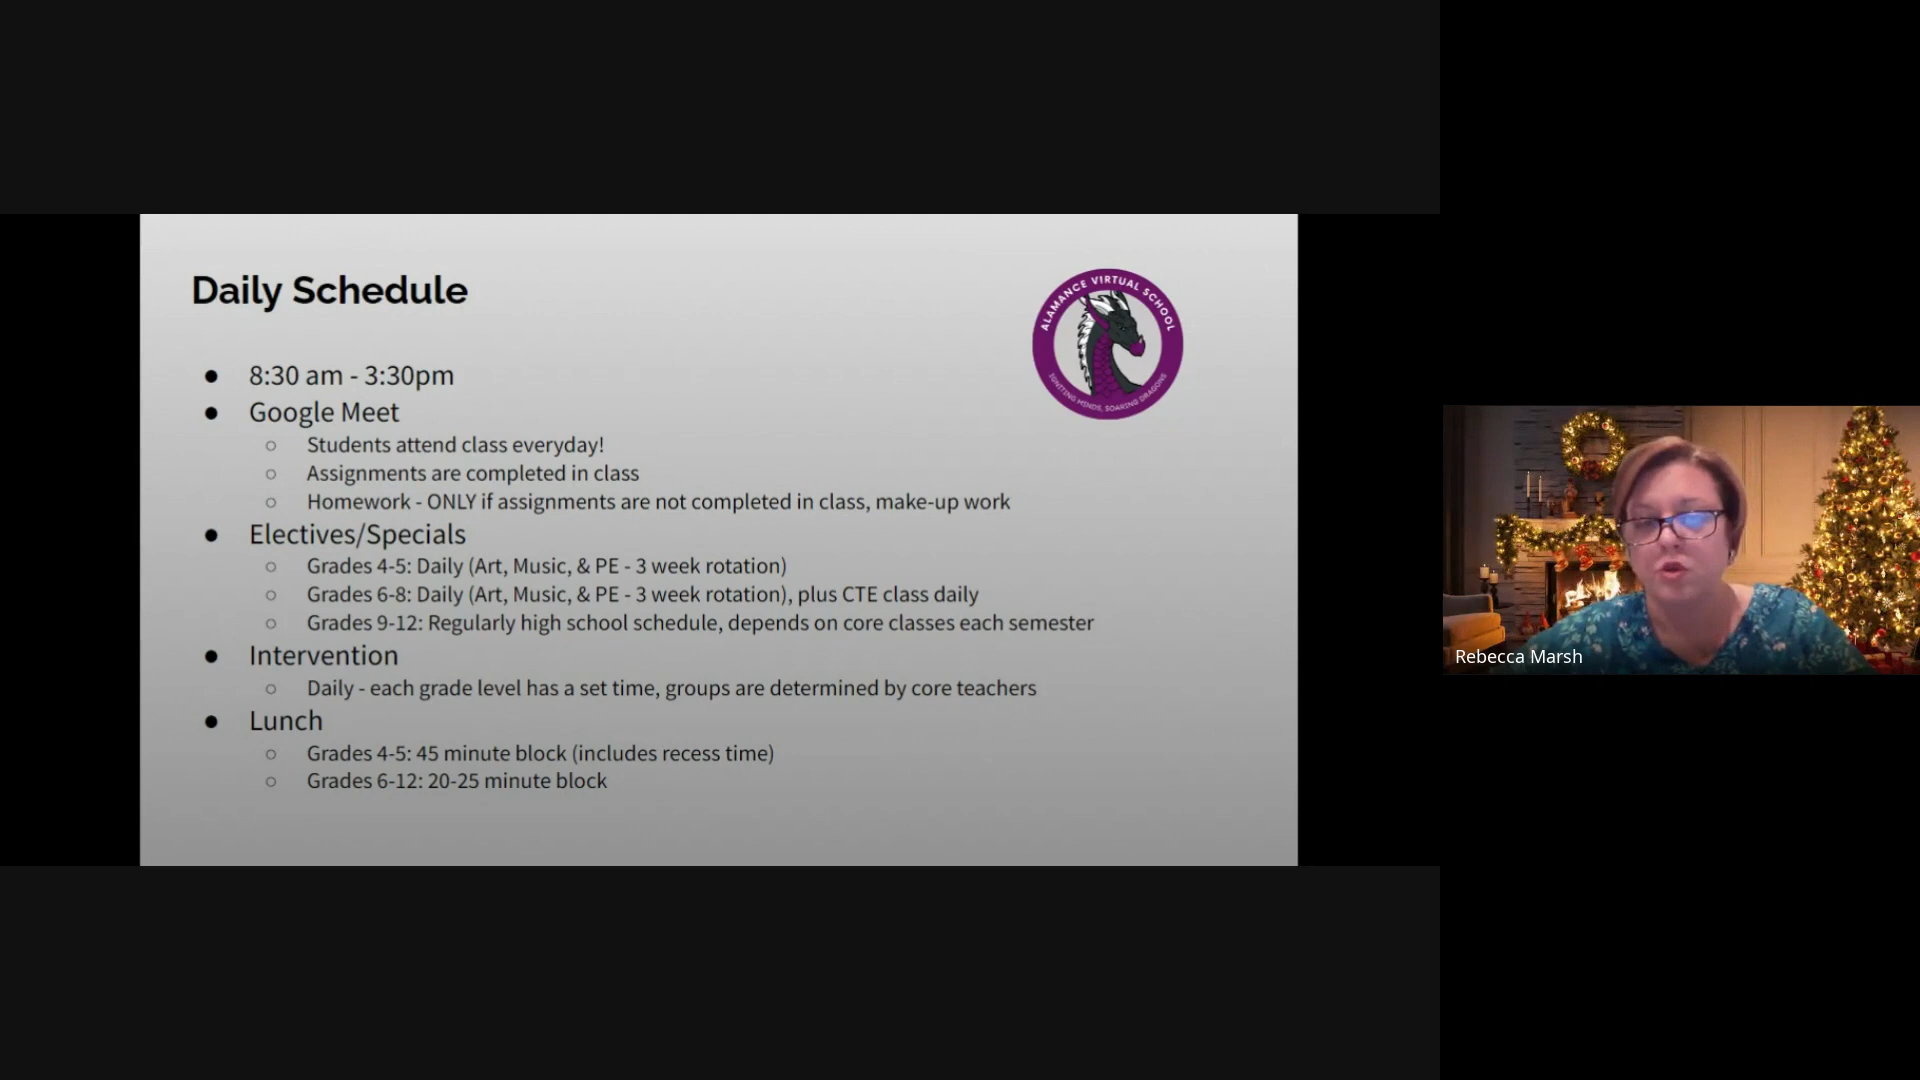 Daily Schedule
ALAMANCE VIRTUAL SCHOOL
IGNITING MINDS, SOARING DRAGONS
● 8:30 am - 3:30pm
● Google Meet
○ Students attend class everyday!
○ Assignments are completed in class
○ Homework - ONLY if assignments are not completed in class, make-up work
● Electives/Specials
○ Grades 4-5: Daily (Art, Music, & PE - 3 week rotation)
○ Grades 6-8: Daily (Art, Music, & PE - 3 week rotation), plus CTE class daily
○ Grades 9-12: Regularly high school schedule, depends on core classes each semester
● Intervention
○ Daily - each grade level has a set time, groups are determined by core teachers
● Lunch
○ Grades 4-5: 45 minute block (includes recess time)
○ Grades 6-12: 20-25 minute block
Rebecca Marsh